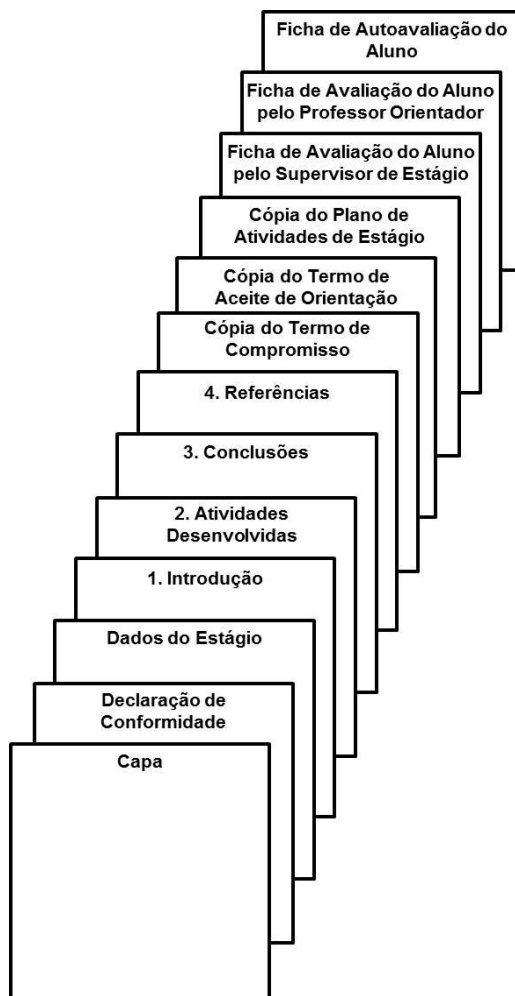 Ficha de Autoavaliação do
Aluno
Ficha de Avaliação do Aluno
pelo Professor Orientador
Ficha de Avaliação do Aluno
pelo Supervisor de Estágio
Cópia do Plano de
Atividades de Estágio
Cópia do Termo de
Aceite de Orientação
Cópia do Termo de
Compromisso
4. Referências
3. Conclusões
2. Atividades
Desenvolvidas
1. Introdução
Dados do Estágio
Declaração de
Conformidade
Capa